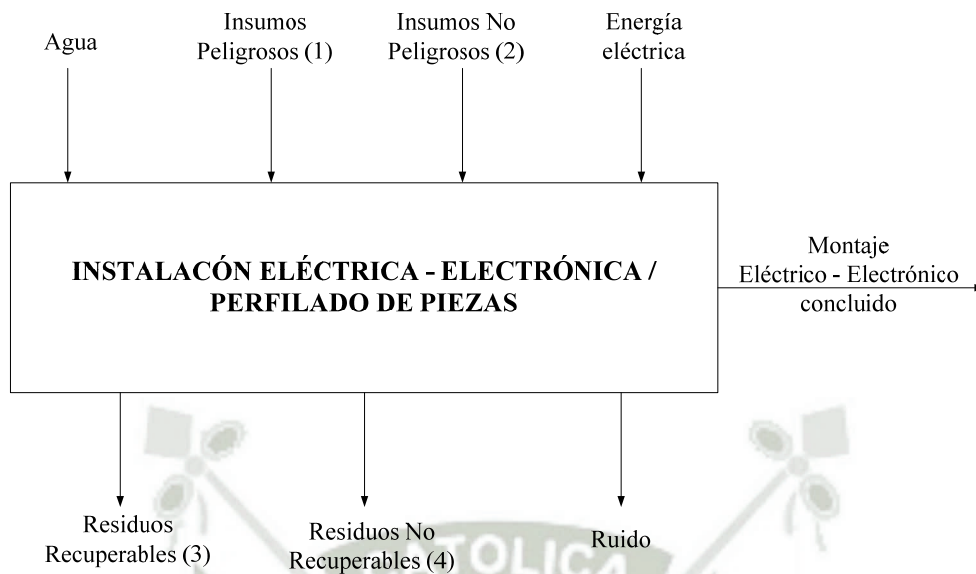 Agua
Insumos
Peligrosos (1)
Insumos No
Peligrosos (2)
Energía
eléctrica
INSTALACÓN ELÉCTRICA - ELECTRÓNICA /
PERFILADO DE PIEZAS
Montaje
Eléctrico - Electrónico
concluido
Residuos
Recuperables (3)
Residuos No
Recuperables (4)
Ruido
CATOLICA